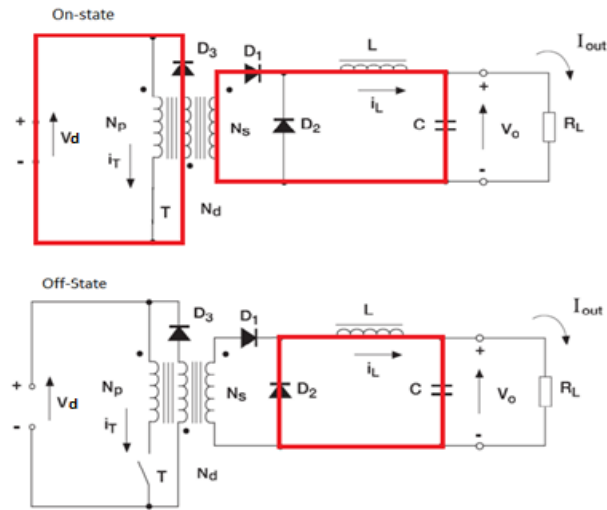 On-state
D3 D1 L Iout
+ Vd - Np iT Ns D2 iL C + Vo - RL
T Nd
Off-State
D3 D1 L Iout
+ Vd - Np iT Ns D2 iL C + Vo - RL
T Nd